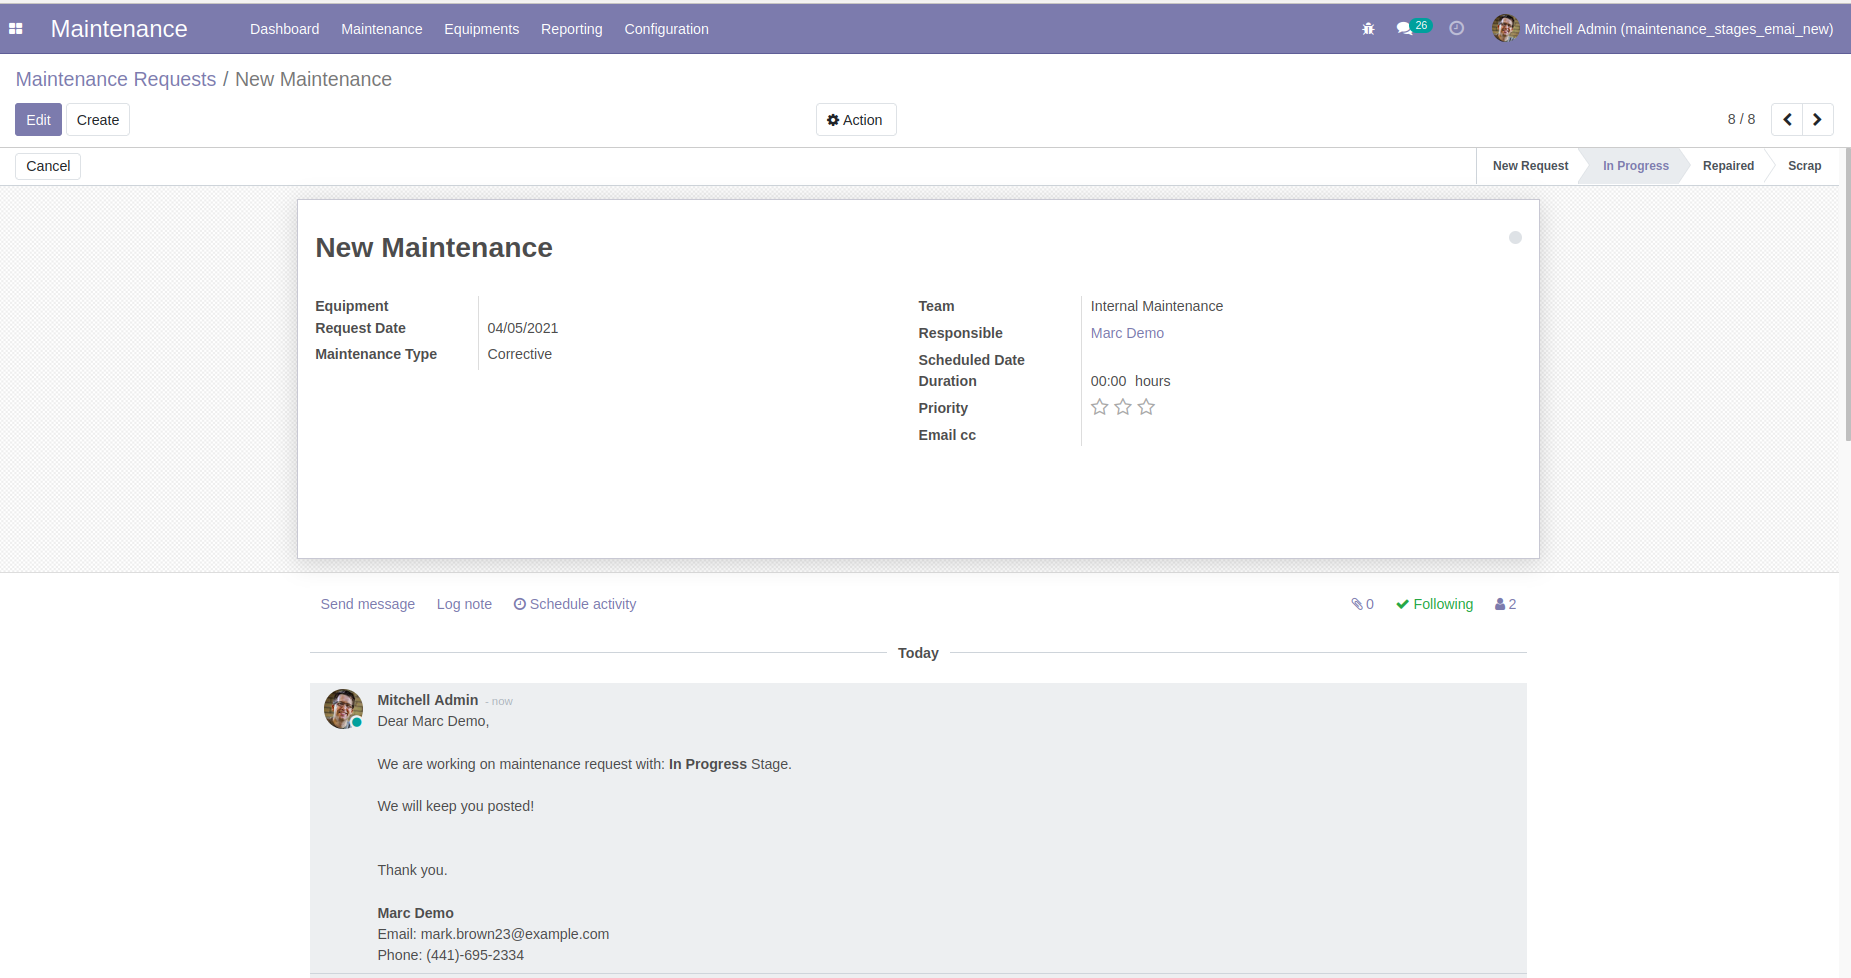 Maintenance Dashboard Maintenance Equipments Reporting Configuration 26 Mitchell Admin (maintenance_stages_emai_new)
Maintenance Requests / New Maintenance
Edit Create Action 8 / 8
Cancel New Request In Progress Repaired Scrap
New Maintenance
Equipment
Request Date 04/05/2021
Maintenance Type Corrective
Team Internal Maintenance
Responsible Marc Demo
Scheduled Date
Duration 00:00 hours
Priority
Email cc
Send message Log note Schedule activity 0 Following 2
Today
Mitchell Admin - now
Dear Marc Demo,
We are working on maintenance request with: In Progress Stage.
We will keep you posted!
Thank you.
Marc Demo
Email: mark.brown23@example.com
Phone: (441)-695-2334